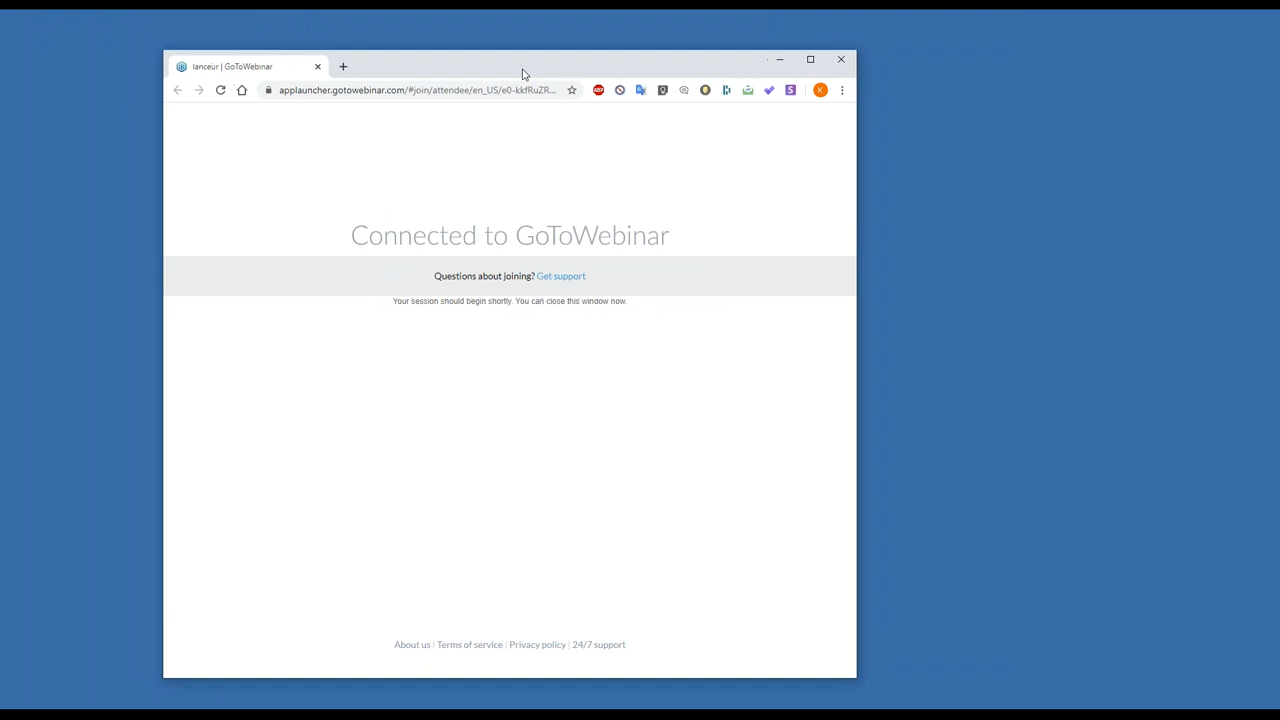 lanceur | GoToWebinar
applauncher.gotowebinar.com/#join/attendee/en_US/e0-kkfRuZR...
ABP
S
K
Connected to GoToWebinar
Questions about joining? Get support
Your session should begin shortly. You can close this window now.
About us | Terms of service | Privacy policy | 24/7 support